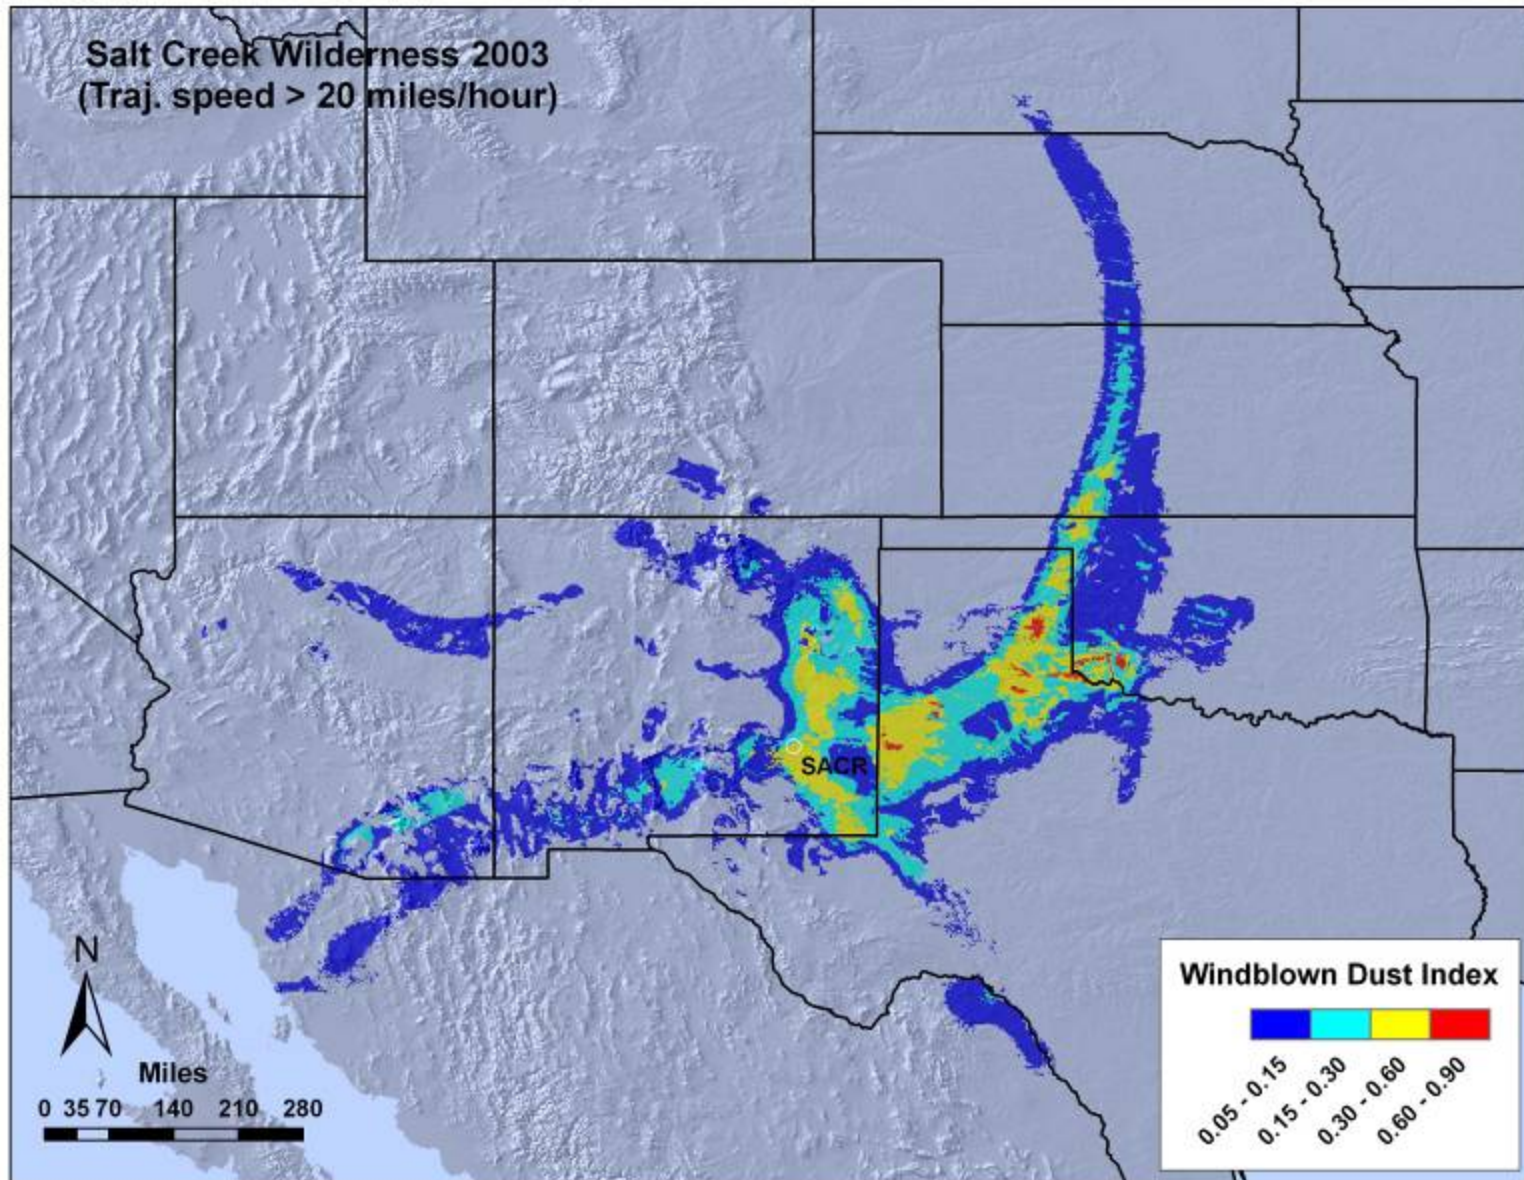 Salt Creek Wilderness 2003
(Traj. speed > 20 miles/hour)
SACR
N
Miles
0 35 70 140 210 280
Windblown Dust Index
0.05 - 0.15
0.15 - 0.30
0.30 - 0.60
0.60 - 0.90